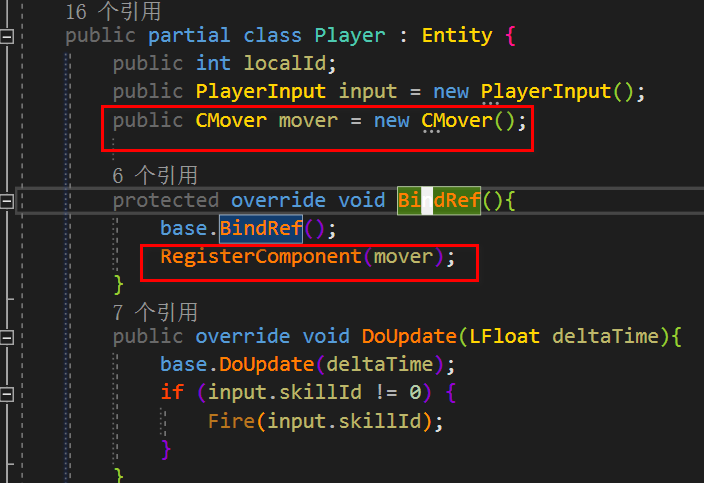 16 个引用
public partial class Player : Entity {
public int localId;
public PlayerInput input = new PlayerInput();
public CMover mover = new CMover();
6 个引用
protected override void BindRef(){
base.BindRef();
RegisterComponent(mover);
}
7 个引用
public override void DoUpdate(LFloat deltaTime){
base.DoUpdate(deltaTime);
if (input.skillId != 0) {
Fire(input.skillId);
}
}